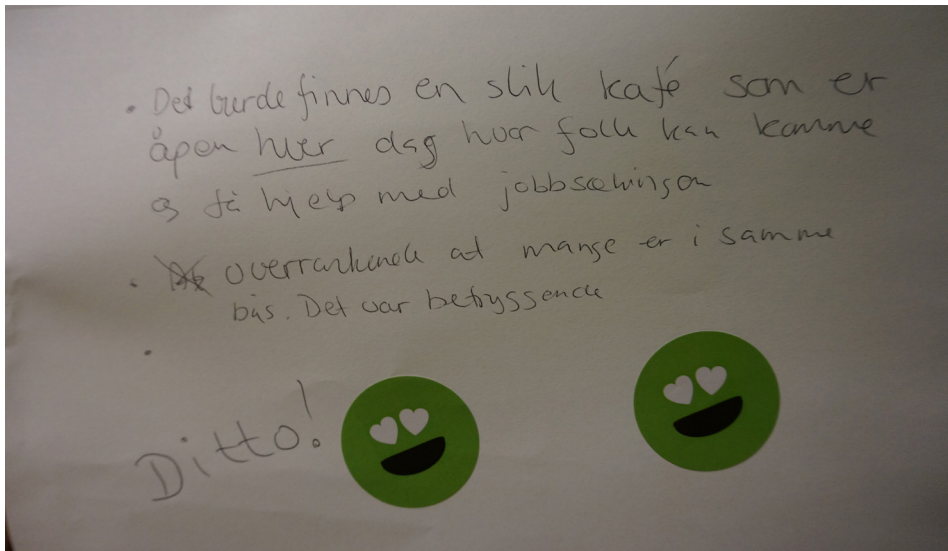 • Det burde finnes en slik kafé som er
åpen hver dag hvor folk kan komme
og få hjelp med jobbsøkingen
• overraskende at mange er i samme
bås. Det var betryggende
•
Ditto!